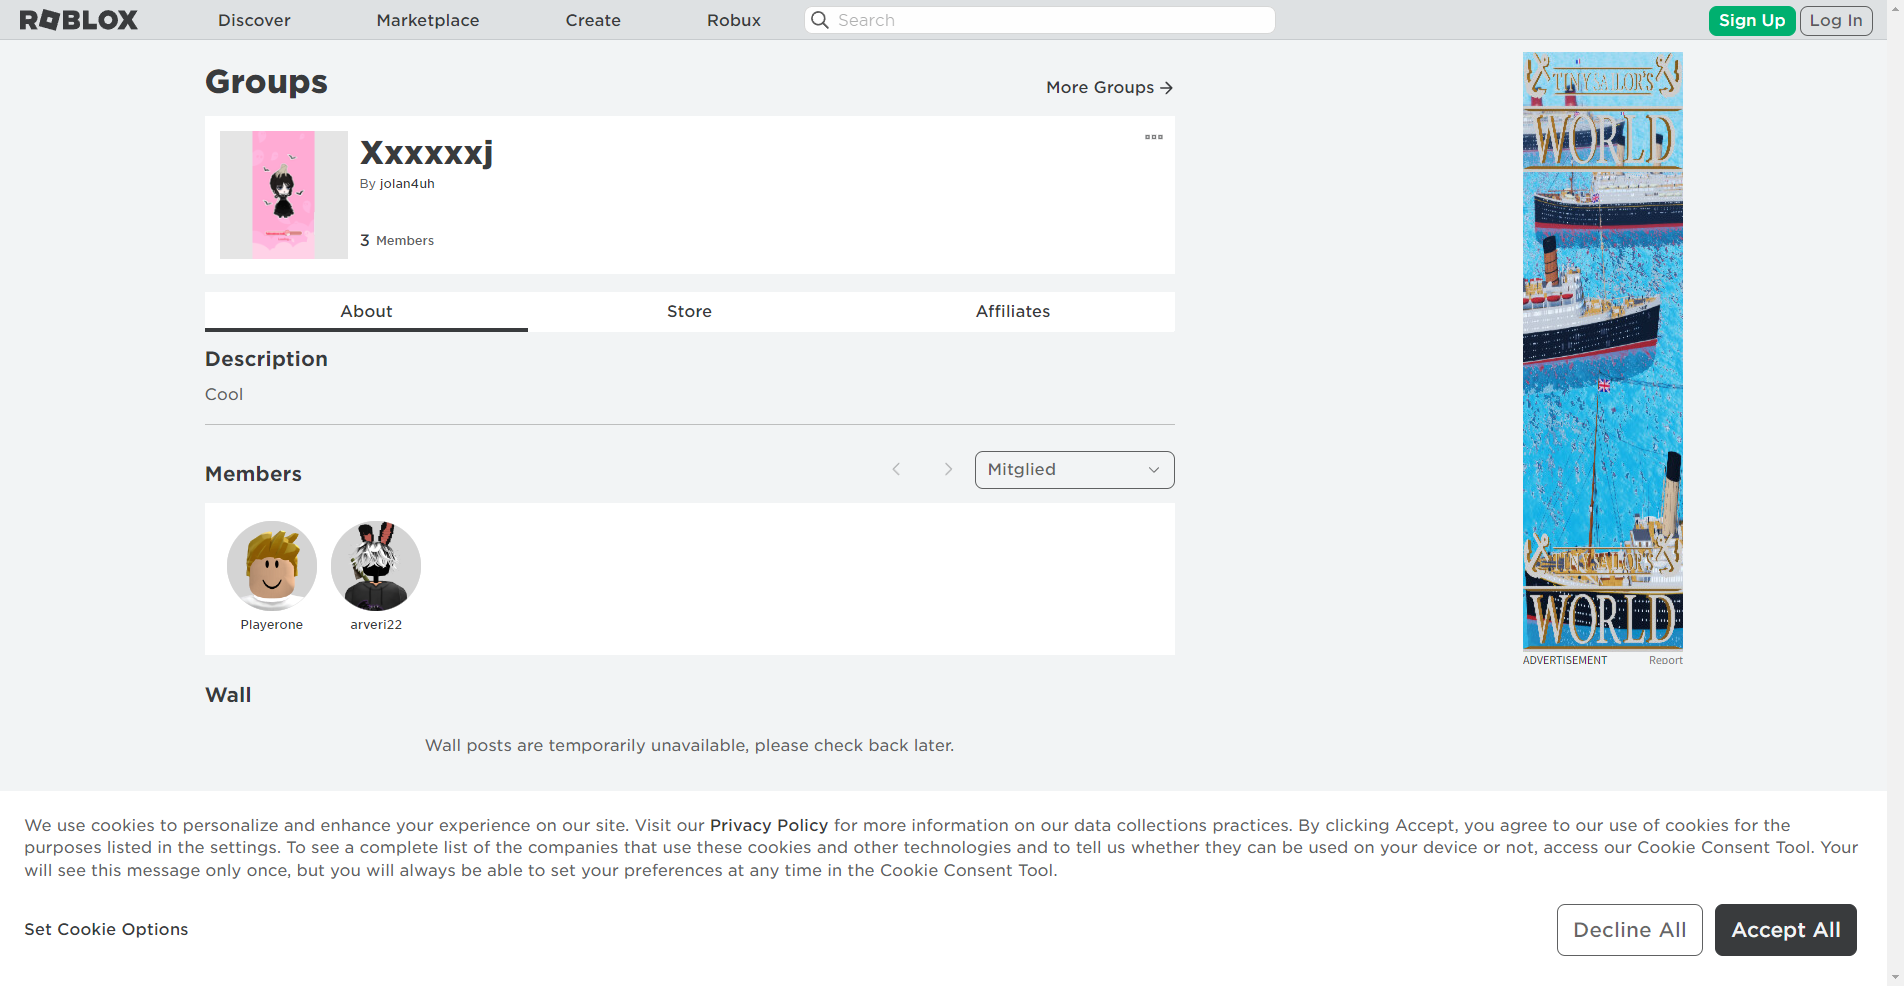 ROBLOX
Discover
Marketplace
Create
Robux
Search
Sign Up
Log In
Groups
More Groups
Xxxxxxj
By jolan4uh
3 Members
About
Store
Affiliates
Description
Cool
Members
Mitglied
Playerone
arveri22
Wall
Wall posts are temporarily unavailable, please check back later.
TINYSAILOR'S
WORLD
TINYSAILOR'S
WORLD
ADVERTISEMENT
Report
We use cookies to personalize and enhance your experience on our site. Visit our Privacy Policy for more information on our data collections practices. By clicking Accept, you agree to our use of cookies for the
purposes listed in the settings. To see a complete list of the companies that use these cookies and other technologies and to tell us whether they can be used on your device or not, access our Cookie Consent Tool. Your
will see this message only once, but you will always be able to set your preferences at any time in the Cookie Consent Tool.
Set Cookie Options
Decline All
Accept All